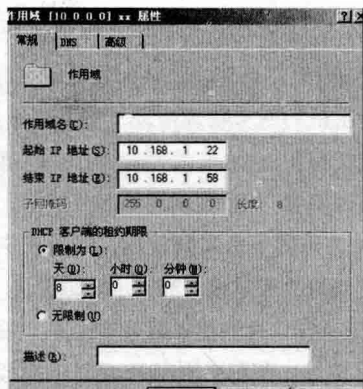 作用域 [10.0.0.0] xx 属性
常规 DNS 高级
作用域
作用域名(C):
起始 IP 地址(S): 10 .168 . 1 . 22
结束 IP 地址(E): 10 .168 . 1 . 58
子网掩码: 255 0 0 0 长度: 8
DHCP 客户端的租约期限
限制为(L):
天(D): 小时(O): 分钟(M):
8 0 0
无限制(U)
描述(R):